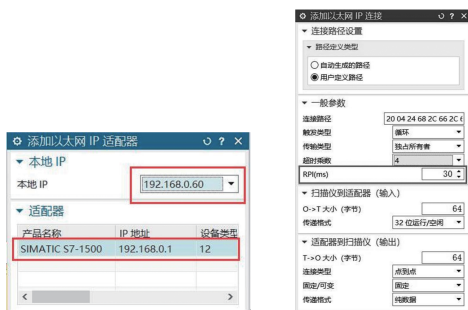 添加以太网 IP 适配器
本地 IP
本地 IP
192.168.0.60
适配器
产品名称 IP 地址 设备类型
SIMATIC S7-1500 192.168.0.1 12
添加以太网 IP 连接
连接路径设置
路径定义类型
自动生成的路径
用户定义路径
一般参数
连接路径 20 04 24 68 2C 66 2C 6
触发类型 循环
传输类型 独占所有者
超时乘数 4
RPI(ms) 30
扫描仪到适配器（输入）
O->T 大小（字节） 64
传递格式 32 位运行/空闲
适配器到扫描仪（输出）
T->O 大小（字节） 64
连接类型 点到点
固定/可变 固定
传递格式 纯数据